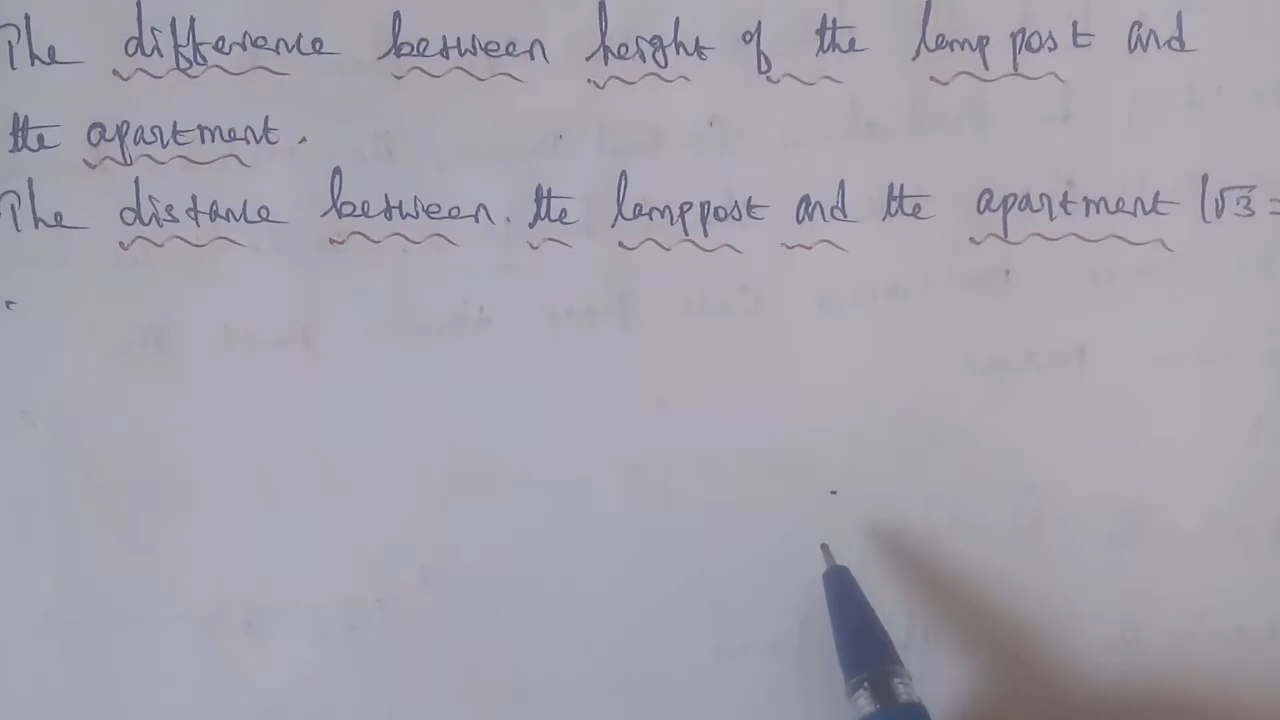 The difference between height of the lamp post and
the apartment.
The distance between the lamppost and the apartment (√3 =